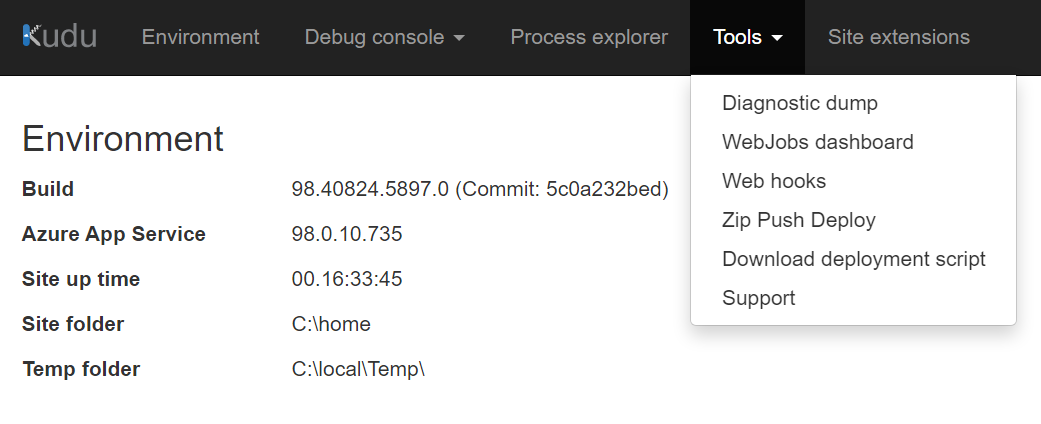 Kudu Environment Debug console Process explorer Tools Site extensions
Diagnostic dump
WebJobs dashboard
Web hooks
Zip Push Deploy
Download deployment script
Support
Environment
Build 98.40824.5897.0 (Commit: 5c0a232bed)
Azure App Service 98.0.10.735
Site up time 00.16:33:45
Site folder C:\home
Temp folder C:\local\Temp\